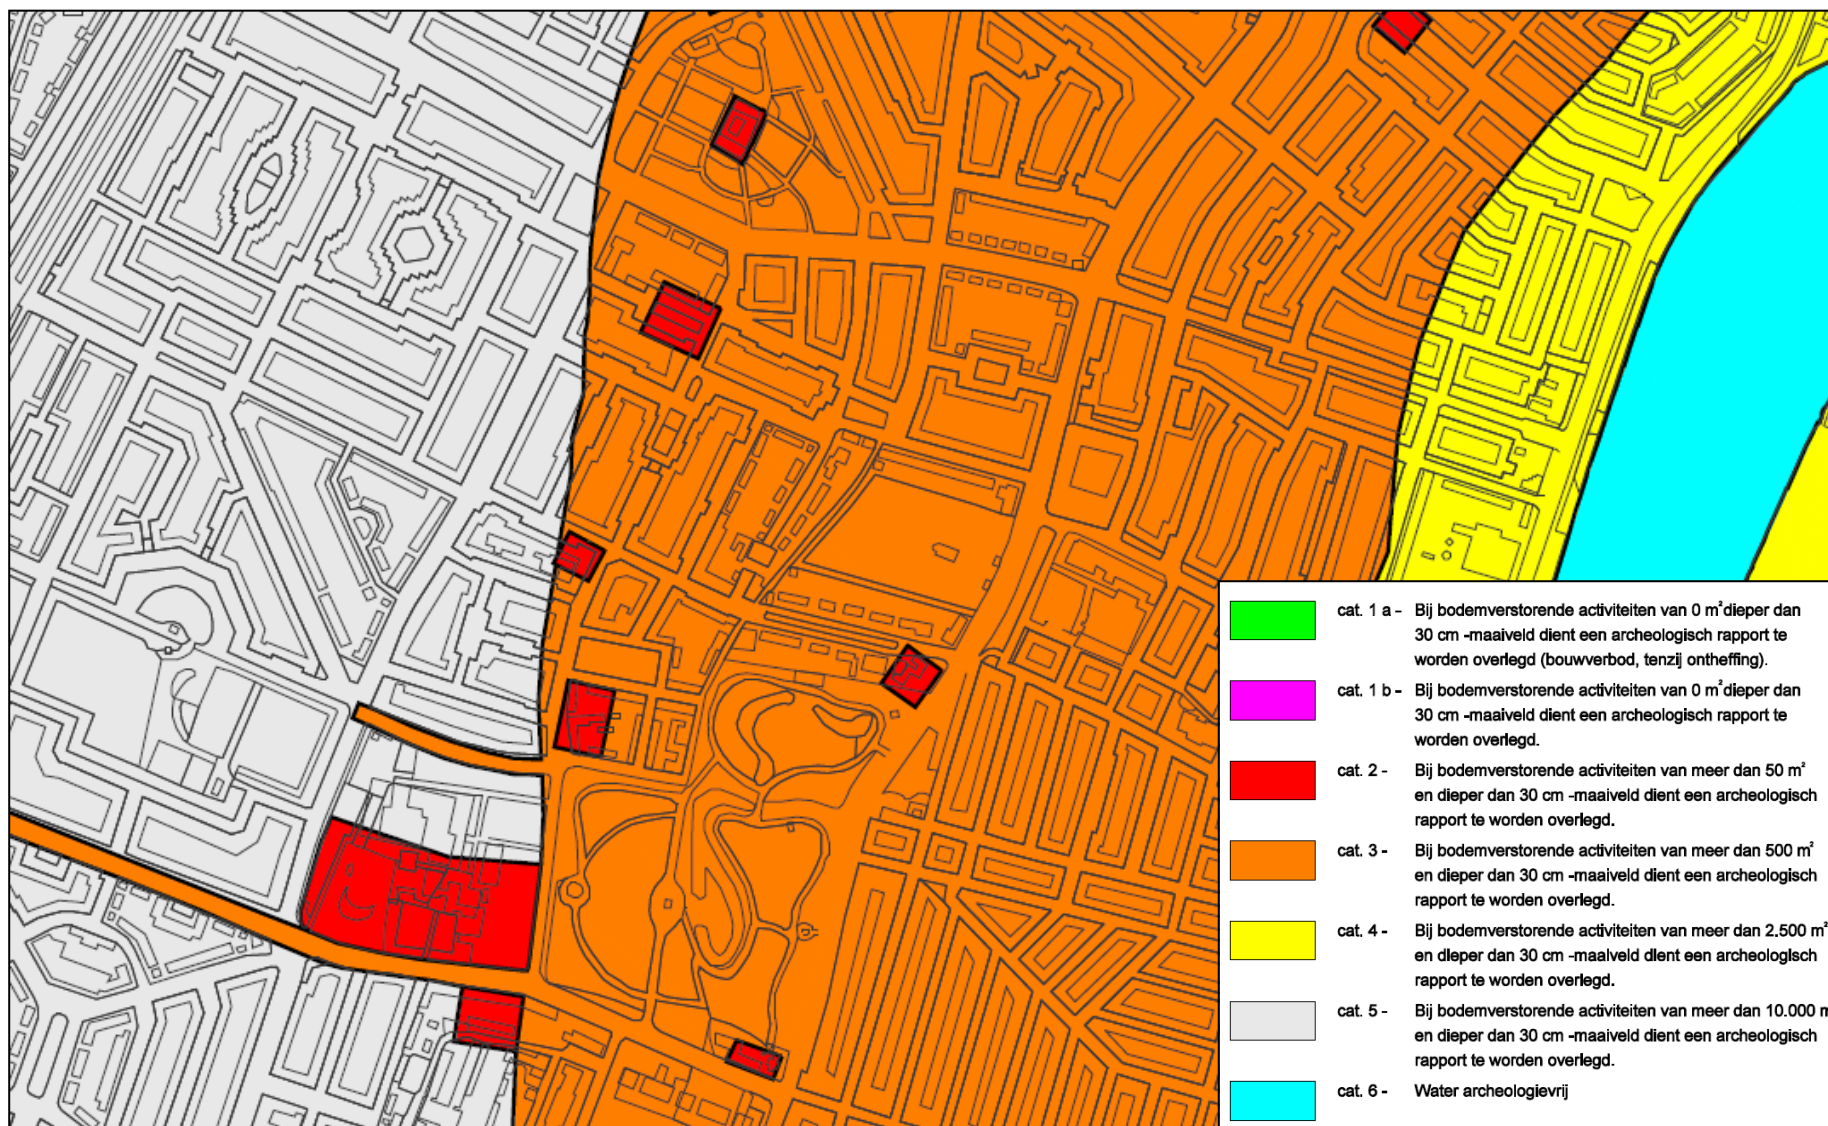 cat. 1 a - Bij bodemverstorende activiteiten van 0 m² dieper dan
30 cm -maaiveld dient een archeologisch rapport te
worden overlegd (bouwverbod, tenzij ontheffing).
cat. 1 b - Bij bodemverstorende activiteiten van 0 m² dieper dan
30 cm -maaiveld dient een archeologisch rapport te
worden overlegd.
cat. 2 - Bij bodemverstorende activiteiten van meer dan 50 m²
en dieper dan 30 cm -maaiveld dient een archeologisch
rapport te worden overlegd.
cat. 3 - Bij bodemverstorende activiteiten van meer dan 500 m²
en dieper dan 30 cm -maaiveld dient een archeologisch
rapport te worden overlegd.
cat. 4 - Bij bodemverstorende activiteiten van meer dan 2.500 m²
en dieper dan 30 cm -maaiveld dient een archeologisch
rapport te worden overlegd.
cat. 5 - Bij bodemverstorende activiteiten van meer dan 10.000 m
en dieper dan 30 cm -maaiveld dient een archeologisch
rapport te worden overlegd.
cat. 6 - Water archeologievrij